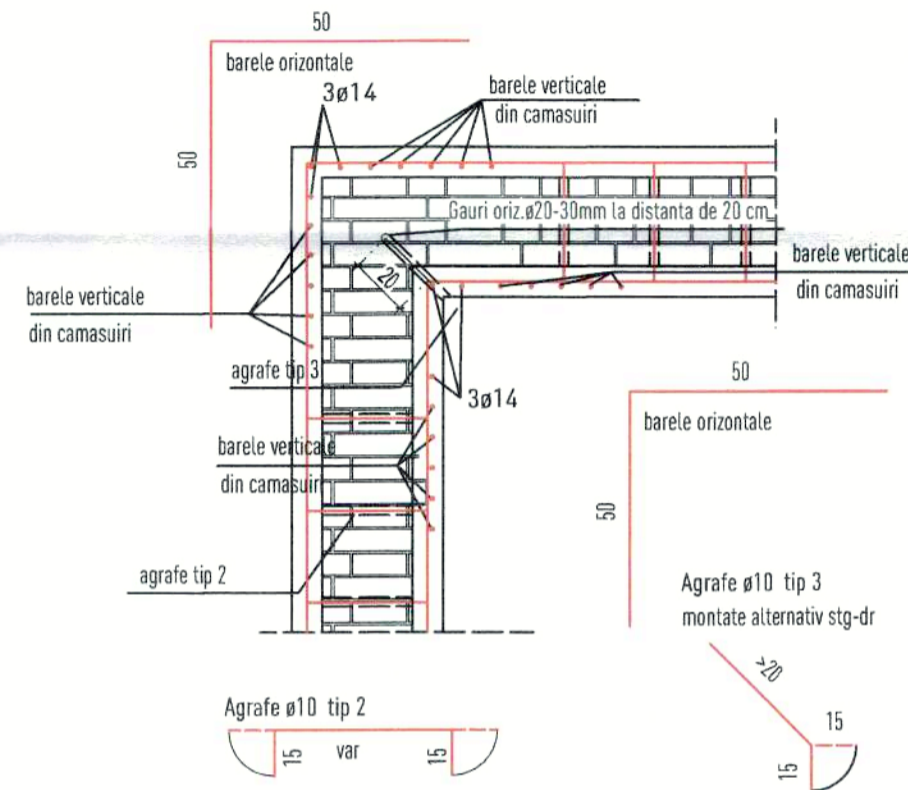 50
barele orizontale
3ø14
barele verticale
din camasuiri
50
Gauri oriz.ø20-30mm la distanta de 20 cm
20
barele verticale
din camasuiri
barele verticale
din camasuiri
agrafe tip 3
3ø14
50
barele orizontale
barele verticale
din camasuiri
50
agrafe tip 2
Agrafe ø10 tip 3
montate alternativ stg-dr
>20
15
15
Agrafe ø10 tip 2
15
var
15